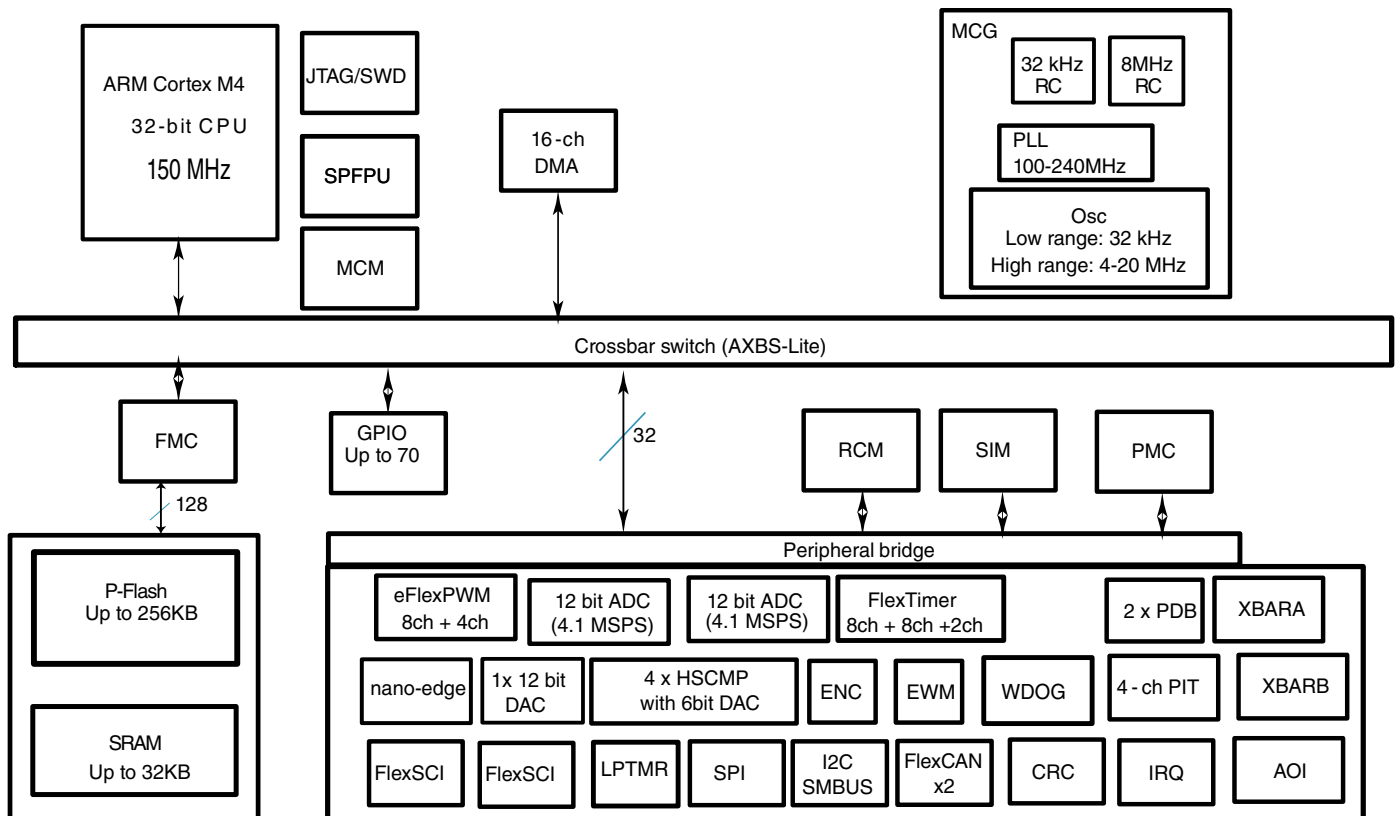 ARM Cortex M4
32-bit CPU
150 MHz
JTAG/SWD
SPFPU
MCM
16-ch
DMA
MCG
32 kHz
RC
8MHz
RC
PLL
100-240MHz
Osc
Low range: 32 kHz
High range: 4-20 MHz
Crossbar switch (AXBS-Lite)
FMC
128
GPIO
Up to 70
32
RCM
SIM
PMC
P-Flash
Up to 256KB
SRAM
Up to 32KB
Peripheral bridge
eFlexPWM
8ch + 4ch
12 bit ADC
(4.1 MSPS)
12 bit ADC
(4.1 MSPS)
FlexTimer
8ch + 8ch +2ch
2 x PDB
XBARA
nano-edge
1x 12 bit
DAC
4 x HSCMP
with 6bit DAC
ENC
EWM
WDOG
4-ch PIT
XBARB
FlexSCI
FlexSCI
LPTMR
SPI
I2C
SMBUS
FlexCAN
x2
CRC
IRQ
AOI